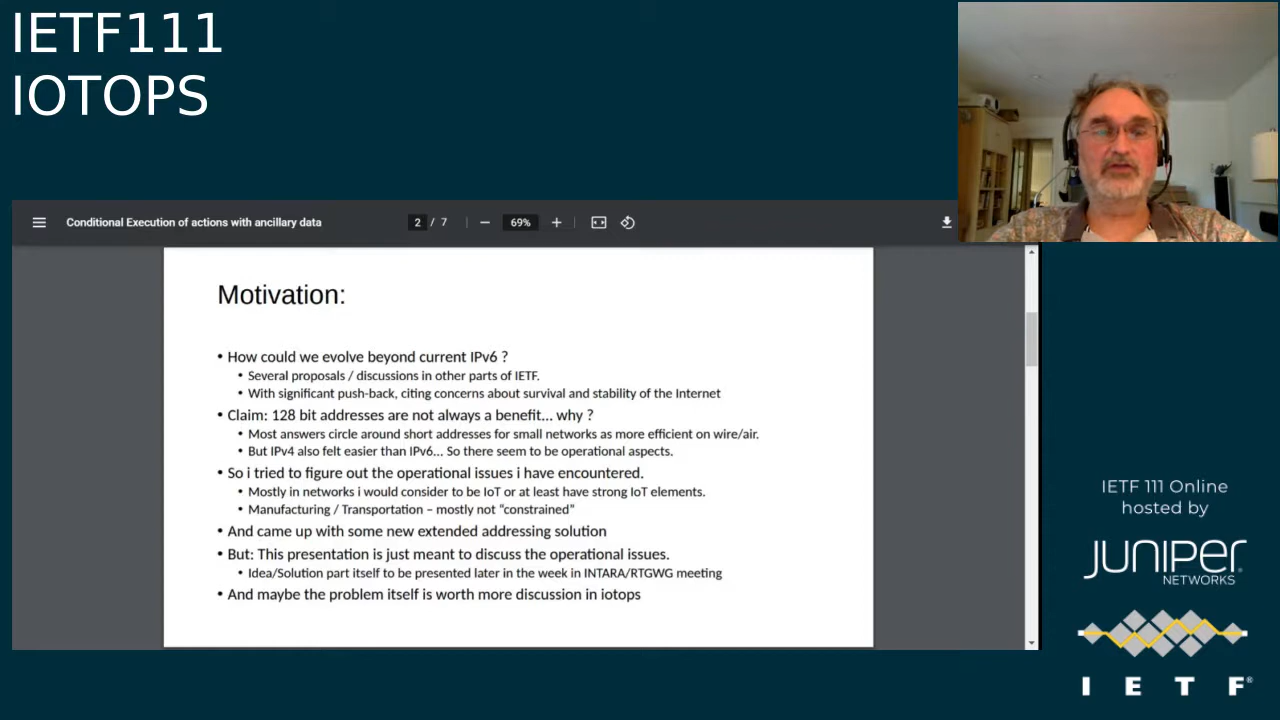 IETF111
IOTOPS
Conditional Execution of actions with ancillary data
2 / 7
69%
Motivation:
• How could we evolve beyond current IPv6 ?
• Several proposals / discussions in other parts of IETF.
• With significant push-back, citing concerns about survival and stability of the Internet
• Claim: 128 bit addresses are not always a benefit... why ?
• Most answers circle around short addresses for small networks as more efficient on wire/air.
• But IPv4 also felt easier than IPv6... So there seem to be operational aspects.
• So i tried to figure out the operational issues i have encountered.
• Mostly in networks i would consider to be IoT or at least have strong IoT elements.
• Manufacturing / Transportation – mostly not “constrained”
• And came up with some new extended addressing solution
• But: This presentation is just meant to discuss the operational issues.
• Idea/Solution part itself to be presented later in the week in INTARA/RTGWG meeting
• And maybe the problem itself is worth more discussion in iotops
IETF 111 Online
hosted by
JUNIPER
NETWORKS
I E T F®